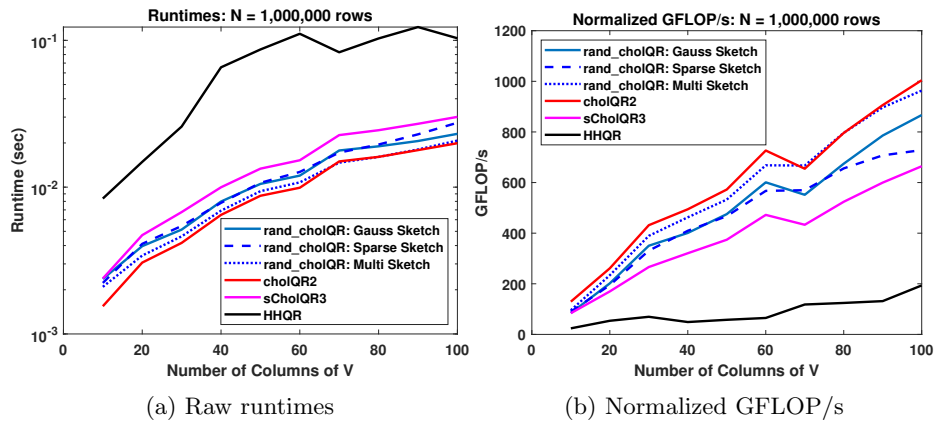 Runtimes: N = 1,000,000 rows
10^-1
10^-2
10^-3
Runtime (sec)
rand_cholQR: Gauss Sketch
rand_cholQR: Sparse Sketch
rand_cholQR: Multi Sketch
cholQR2
sCholQR3
HHQR
0 20 40 60 80 100
Number of Columns of V
(a) Raw runtimes
Normalized GFLOP/s: N = 1,000,000 rows
1200
1000
800
600
400
200
0
GFLOP/s
rand_cholQR: Gauss Sketch
rand_cholQR: Sparse Sketch
rand_cholQR: Multi Sketch
cholQR2
sCholQR3
HHQR
0 20 40 60 80 100
Number of Columns of V
(b) Normalized GFLOP/s